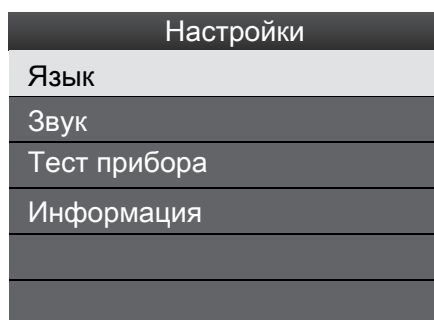 Настройки
Язык
Звук
Тест прибора
Информация